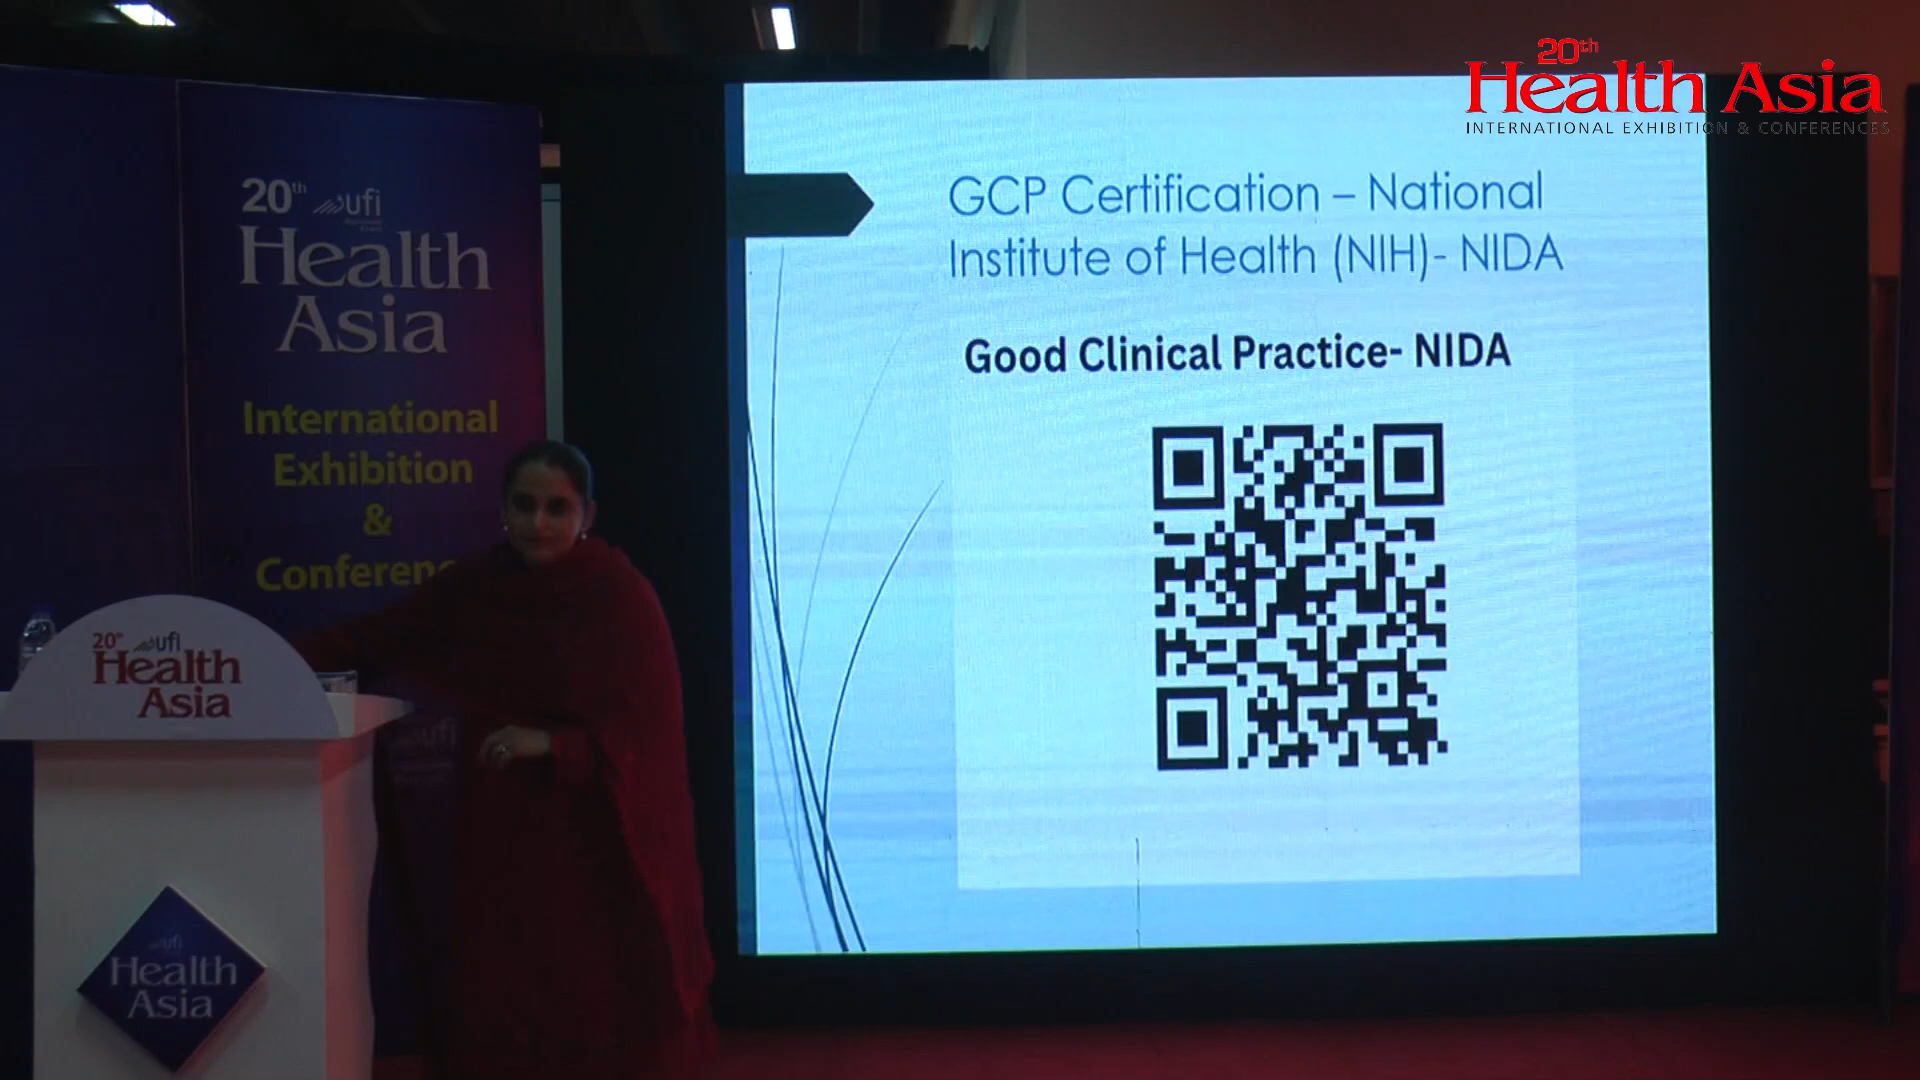 20th
Health Asia
INTERNATIONAL EXHIBITION & CONFERENCES
20th ufi
Health
Asia
International
Exhibition
&
Conferen
GCP Certification – National
Institute of Health (NIH)- NIDA
Good Clinical Practice- NIDA
20th ufi
Health
Asia
ufi
ufi
Health
Asia